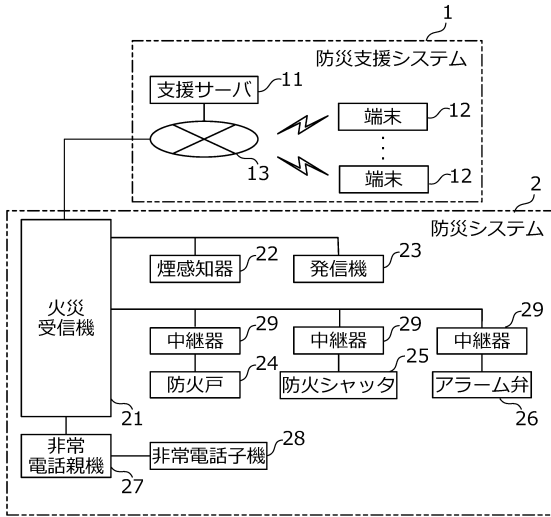 1
防災支援システム
支援サーバ
11
端末
12
13
端末
12
2
防災システム
火災
受信機
21
煙感知器
22
発信機
23
中継器
29
中継器
29
中継器
29
防火戸
24
防火シャッタ
25
アラーム弁
26
非常
電話親機
27
非常電話子機
28